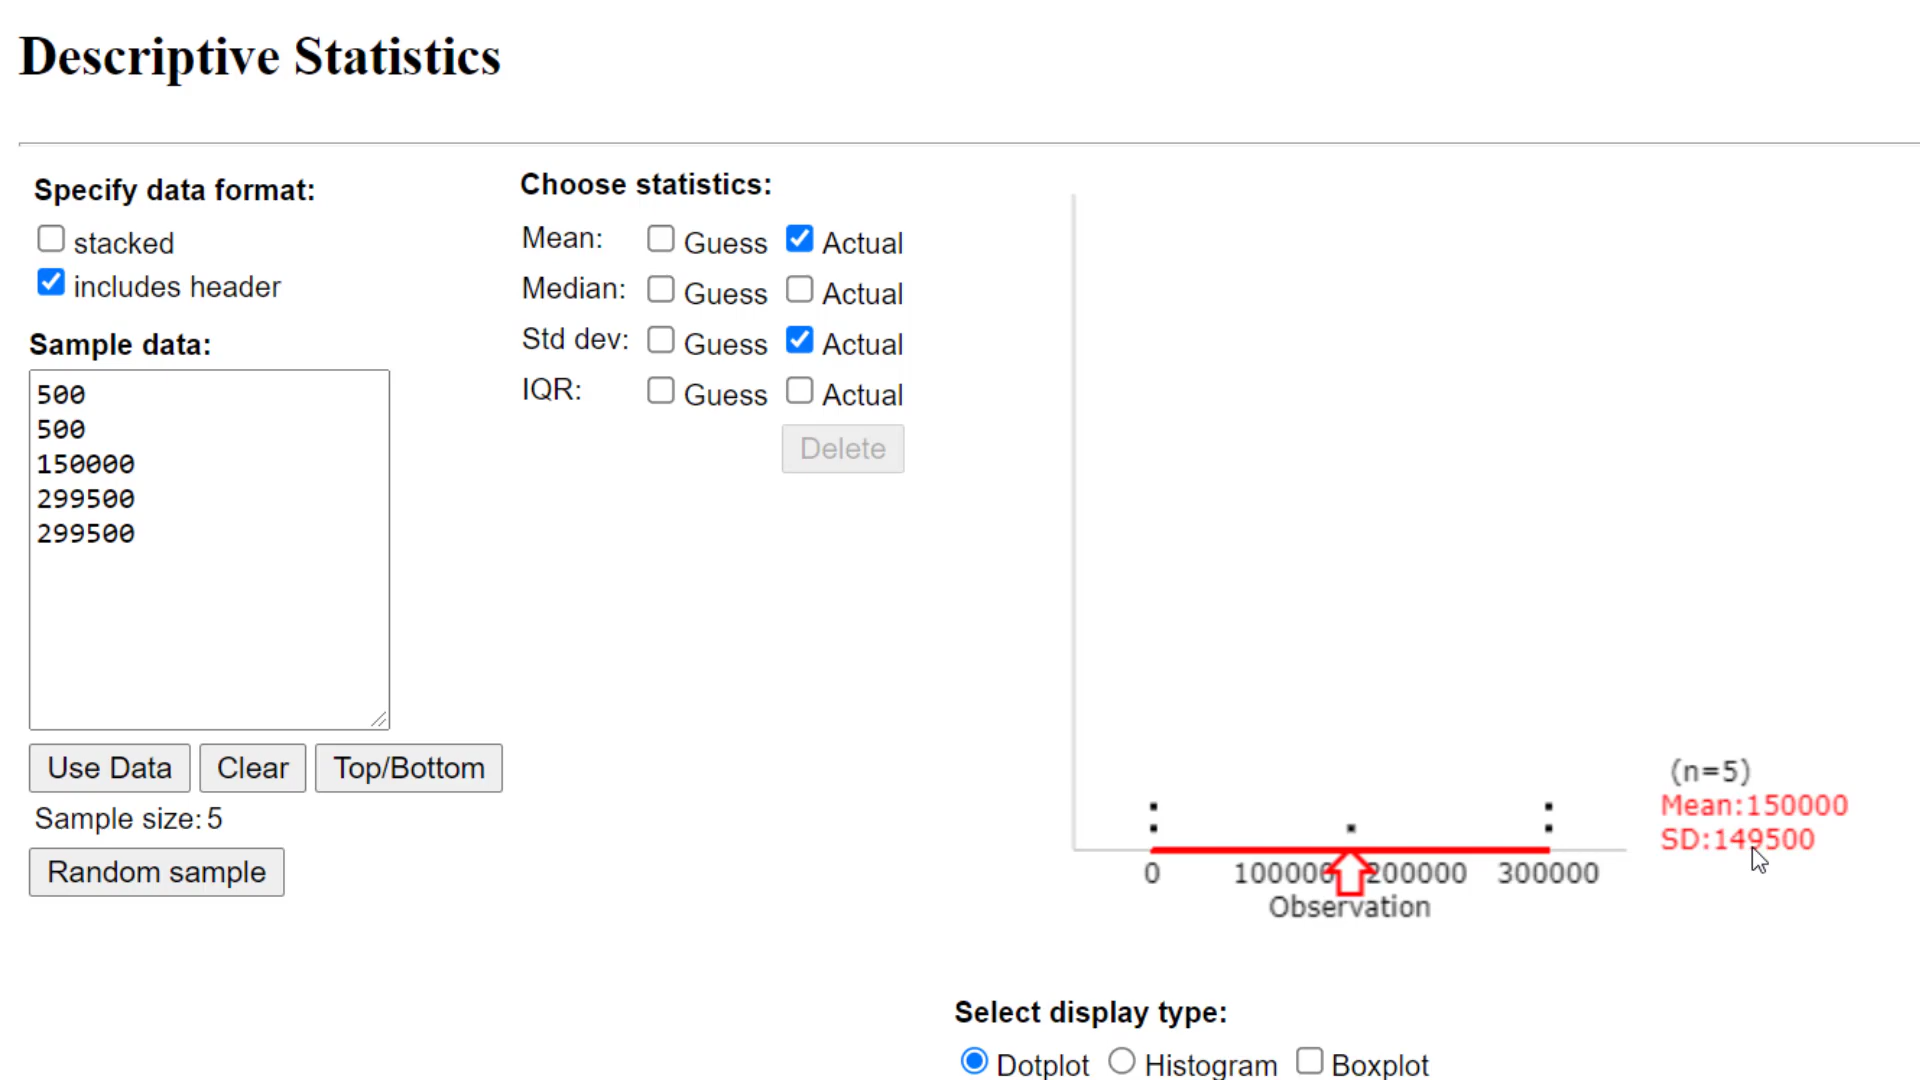 Descriptive Statistics
Specify data format:
stacked
includes header
Sample data:
500
500
150000
299500
299500
Use Data Clear Top/Bottom
Sample size: 5
Random sample
Choose statistics:
Mean: Guess Actual
Median: Guess Actual
Std dev: Guess Actual
IQR: Guess Actual
Delete
(n=5)
Mean:150000
SD:149500
0 100000 200000 300000
Observation
Select display type:
Dotplot Histogram Boxplot